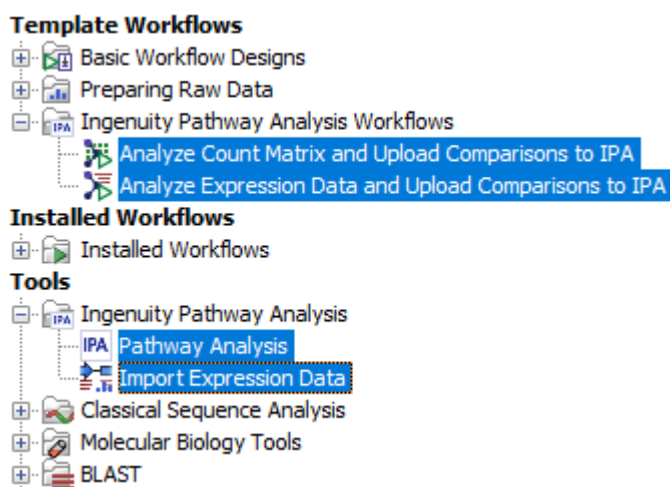 Template Workflows
Basic Workflow Designs
Preparing Raw Data
IPA Ingenuity Pathway Analysis Workflows
Analyze Count Matrix and Upload Comparisons to IPA
Analyze Expression Data and Upload Comparisons to IPA
Installed Workflows
Installed Workflows
Tools
IPA Ingenuity Pathway Analysis
IPA Pathway Analysis
Import Expression Data
Classical Sequence Analysis
Molecular Biology Tools
BLAST